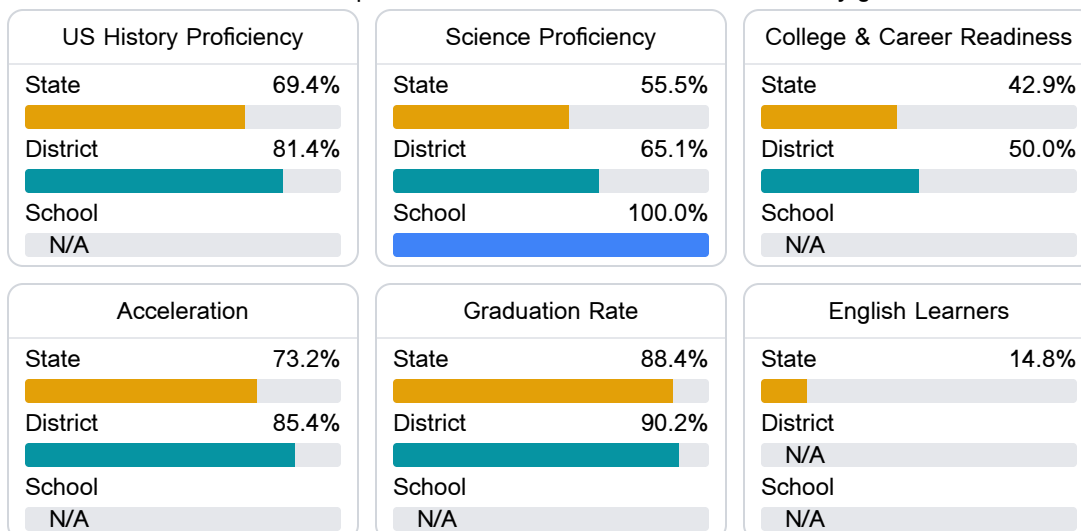 US History Proficiency
State 69.4%
District 81.4%
School
N/A
Science Proficiency
State 55.5%
District 65.1%
School 100.0%
College & Career Readiness
State 42.9%
District 50.0%
School
N/A
Acceleration
State 73.2%
District 85.4%
School
N/A
Graduation Rate
State 88.4%
District 90.2%
School
N/A
English Learners
State 14.8%
District
N/A
School
N/A